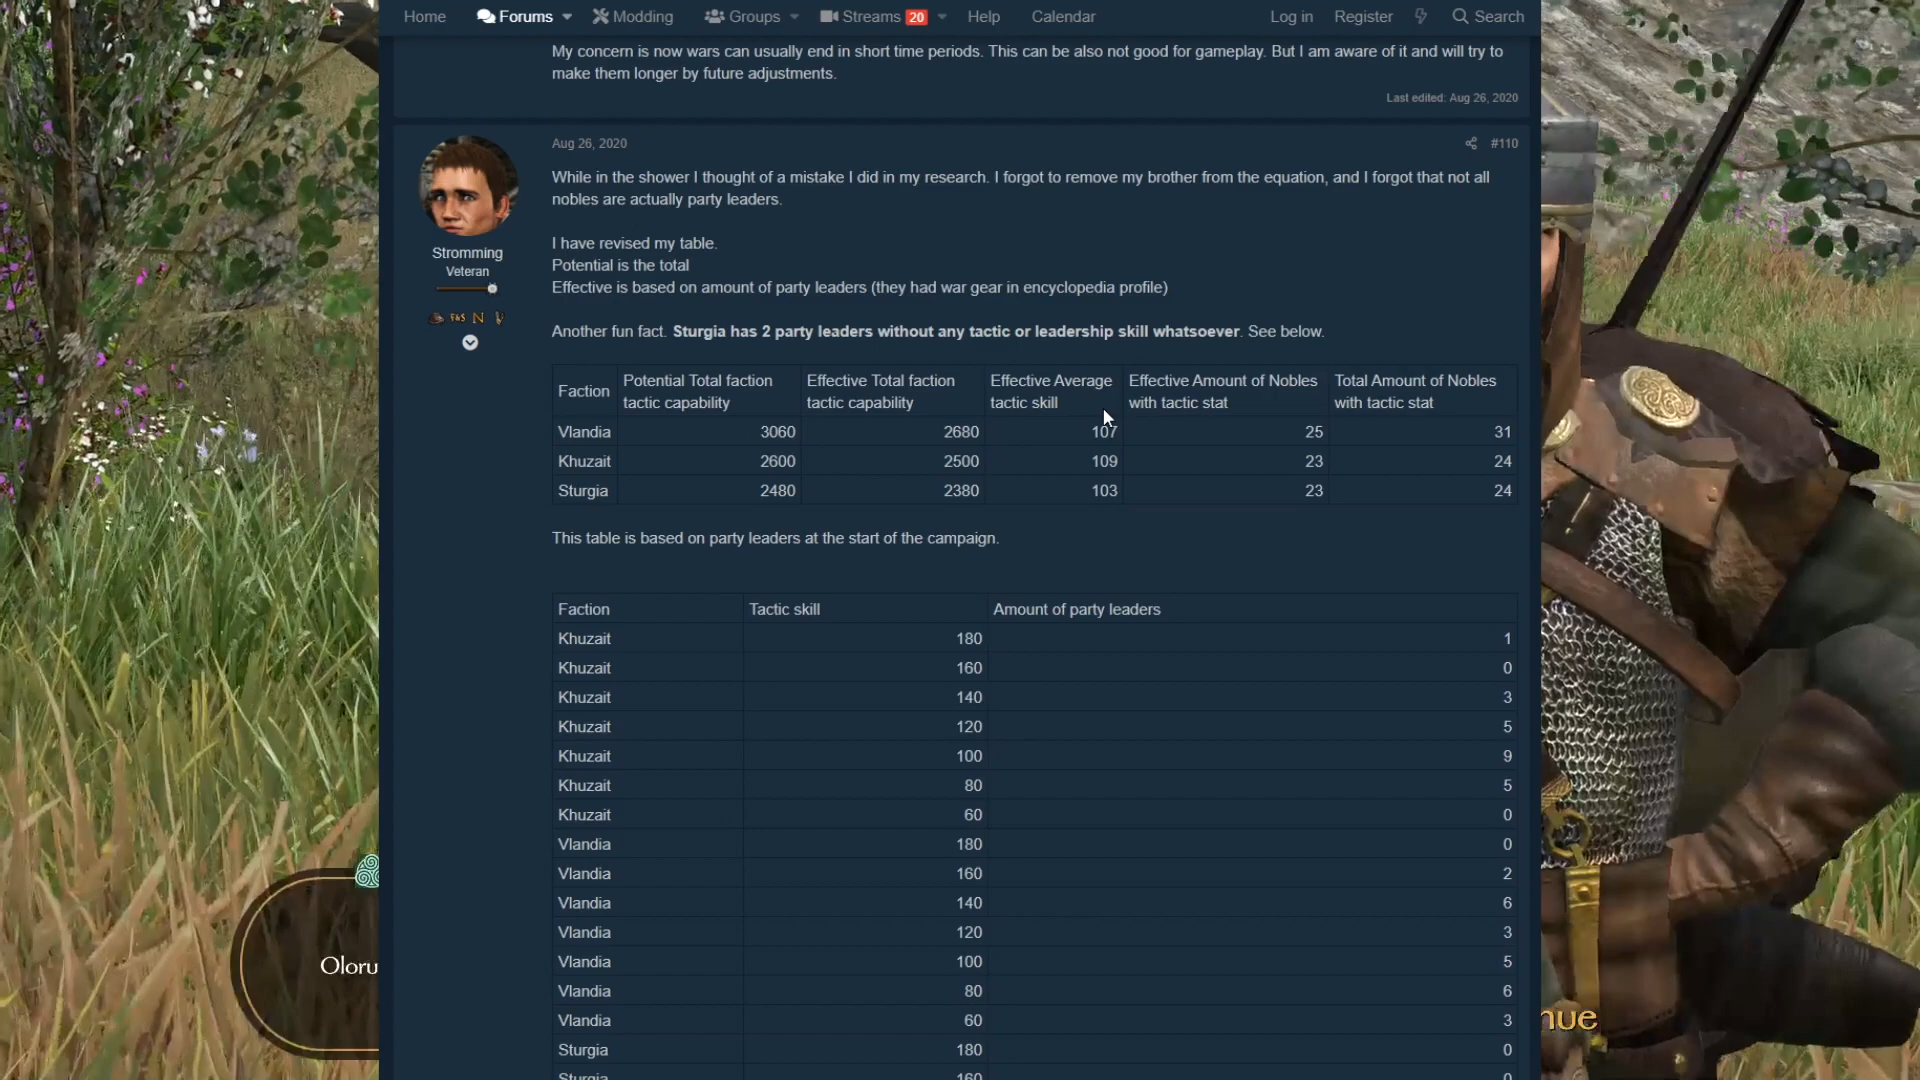 Home Forums Modding Groups Streams 20 Help Calendar Log in Register Search
My concern is now wars can usually end in short time periods. This can be also not good for gameplay. But I am aware of it and will try to
make them longer by future adjustments.
Last edited: Aug 26, 2020
Aug 26, 2020 #110
While in the shower I thought of a mistake I did in my research. I forgot to remove my brother from the equation, and I forgot that not all
nobles are actually party leaders.
Stromming
Veteran
I have revised my table.
Potential is the total
Effective is based on amount of party leaders (they had war gear in encyclopedia profile)
Another fun fact. Sturgia has 2 party leaders without any tactic or leadership skill whatsoever. See below.
Faction Potential Total faction tactic capability Effective Total faction tactic capability Effective Average tactic skill Effective Amount of Nobles with tactic stat Total Amount of Nobles with tactic stat
Vlandia 3060 2680 107 25 31
Khuzait 2600 2500 109 23 24
Sturgia 2480 2380 103 23 24
This table is based on party leaders at the start of the campaign.
Faction Tactic skill Amount of party leaders
Khuzait 180 1
Khuzait 160 0
Khuzait 140 3
Khuzait 120 5
Khuzait 100 9
Khuzait 80 5
Khuzait 60 0
Vlandia 180 0
Vlandia 160 2
Vlandia 140 6
Vlandia 120 3
Vlandia 100 5
Vlandia 80 6
Vlandia 60 3
Sturgia 180 0
Sturgia 160 0
Oloru
nue